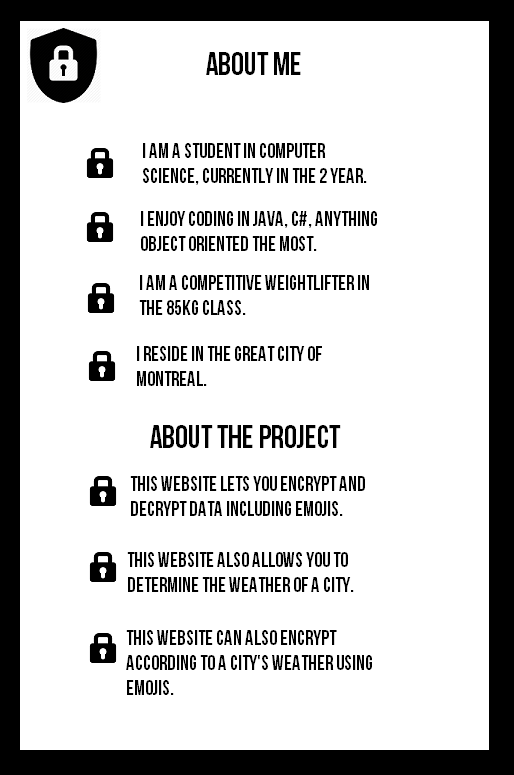 ABOUT ME
I AM A STUDENT IN COMPUTER
SCIENCE, CURRENTLY IN THE 2 YEAR.
I ENJOY CODING IN JAVA, C#, ANYTHING
OBJECT ORIENTED THE MOST.
I AM A COMPETITIVE WEIGHTLIFTER IN
THE 85KG CLASS.
I RESIDE IN THE GREAT CITY OF
MONTREAL.
ABOUT THE PROJECT
THIS WEBSITE LETS YOU ENCRYPT AND
DECRYPT DATA INCLUDING EMOJIS.
THIS WEBSITE ALSO ALLOWS YOU TO
DETERMINE THE WEATHER OF A CITY.
THIS WEBSITE CAN ALSO ENCRYPT
ACCORDING TO A CITY'S WEATHER USING
EMOJIS.